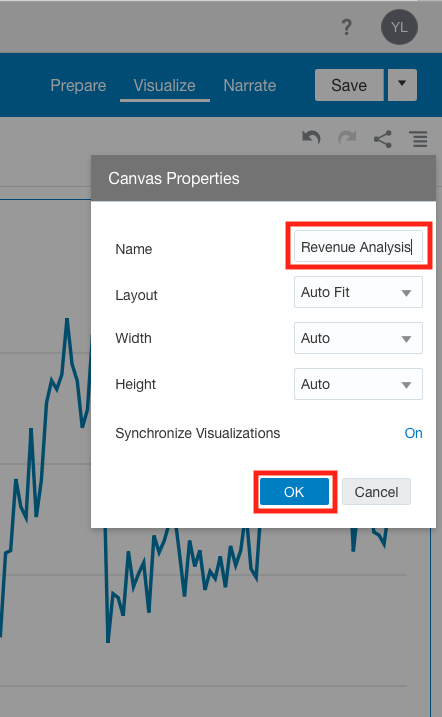 ? YL
Prepare Visualize Narrate Save
Canvas Properties
Name Revenue Analysis
Layout Auto Fit
Width Auto
Height Auto
Synchronize Visualizations On
OK Cancel